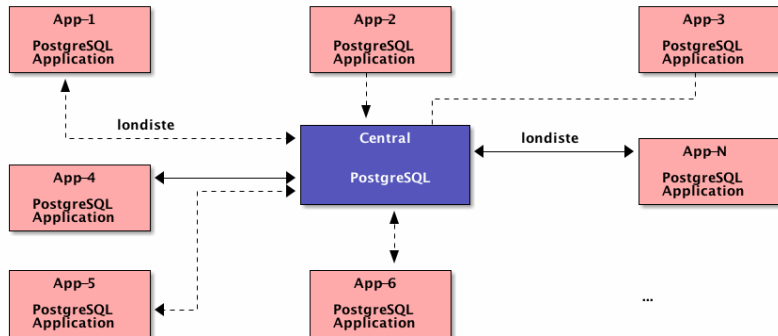 App-1
PostgreSQL
Application
App-2
PostgreSQL
Application
App-3
PostgreSQL
Application
londiste
Central
PostgreSQL
londiste
App-4
PostgreSQL
Application
App-N
PostgreSQL
Application
App-5
PostgreSQL
Application
App-6
PostgreSQL
Application
...